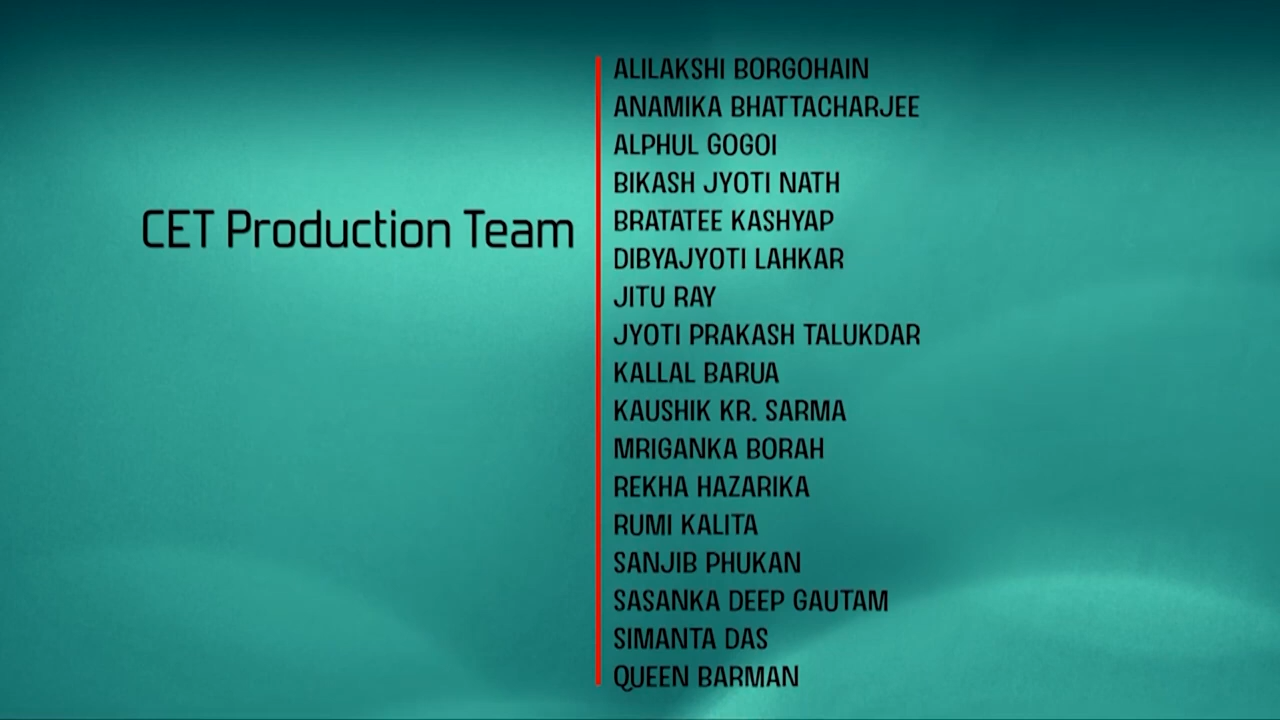 CET Production Team
ALILAKSHI BORGOHAIN
ANAMIKA BHATTACHARJEE
ALPHUL GOGOI
BIKASH JYOTI NATH
BRATATEE KASHYAP
DIBYAJYOTI LAHKAR
JITU RAY
JYOTI PRAKASH TALUKDAR
KALLAL BARUA
KAUSHIK KR. SARMA
MRIGANKA BORAH
REKHA HAZARIKA
RUMI KALITA
SANJIB PHUKAN
SASANKA DEEP GAUTAM
SIMANTA DAS
QUEEN BARMAN